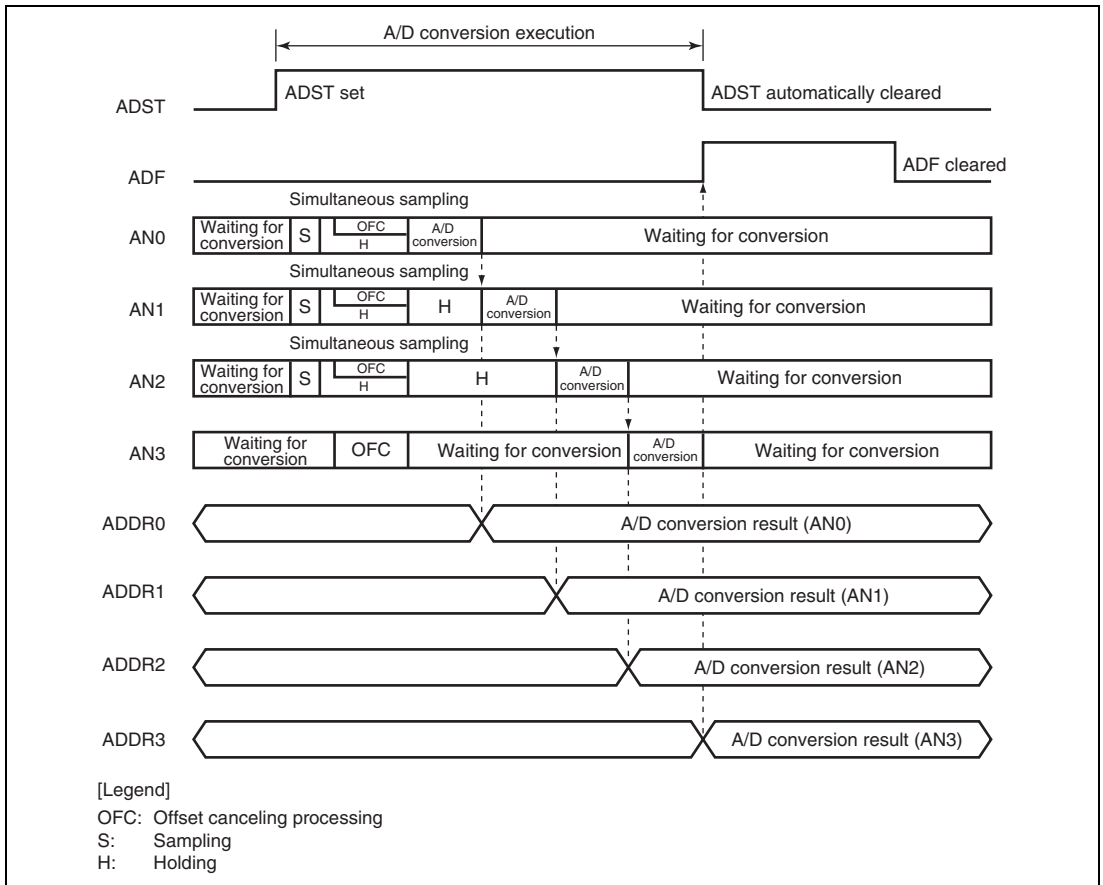 A/D conversion execution
ADST
ADST set
ADST automatically cleared
ADF
ADF cleared
Simultaneous sampling
AN0
Waiting for
conversion
S
OFC
H
A/D
conversion
Waiting for conversion
Simultaneous sampling
AN1
Waiting for
conversion
S
OFC
H
H
A/D
conversion
Waiting for conversion
Simultaneous sampling
AN2
Waiting for
conversion
S
OFC
H
H
A/D
conversion
Waiting for conversion
AN3
Waiting for
conversion
OFC
Waiting for conversion
A/D
conversion
Waiting for conversion
ADDR0
A/D conversion result (AN0)
ADDR1
A/D conversion result (AN1)
ADDR2
A/D conversion result (AN2)
ADDR3
A/D conversion result (AN3)
[Legend]
OFC: Offset canceling processing
S: Sampling
H: Holding